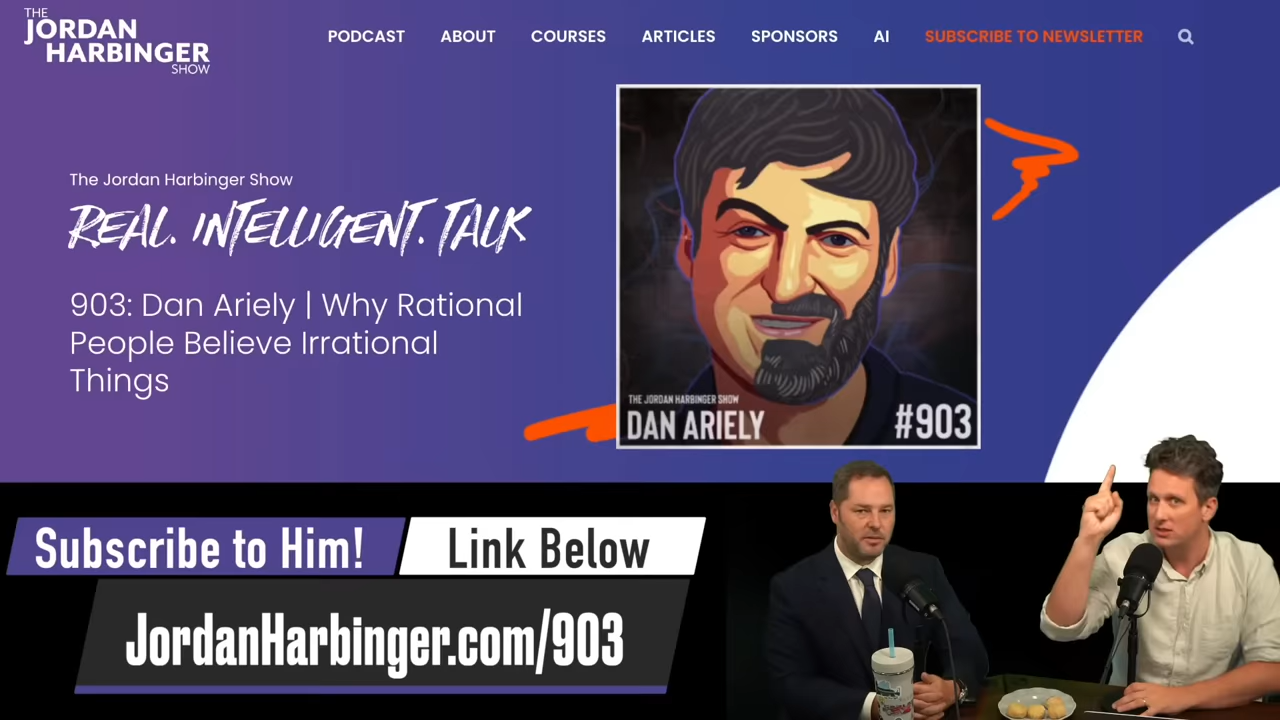 THE
JORDAN
HARBINGER
SHOW
PODCAST ABOUT COURSES ARTICLES SPONSORS AI SUBSCRIBE TO NEWSLETTER
The Jordan Harbinger Show
REAL. INTELLIGENT. TALK
903: Dan Ariely | Why Rational
People Believe Irrational
Things
THE JORDAN HARBINGER SHOW
DAN ARIELY #903
Subscribe to Him! Link Below
JordanHarbinger.com/903